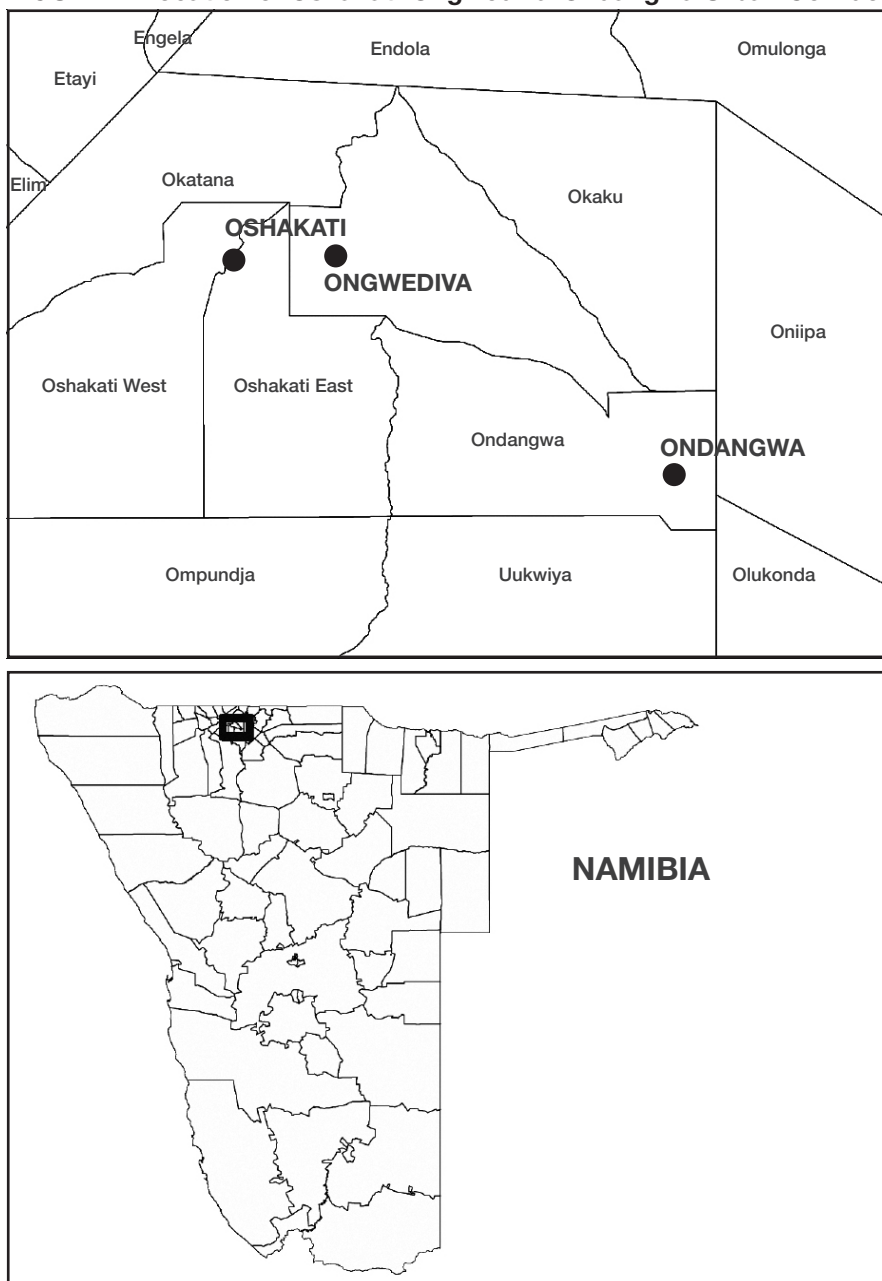 Engela
Endola
Omulonga
Etayi
Elim
Okatana
Okaku
OSHAKATI
ONGWEDIVA
Oniipa
Oshakati West
Oshakati East
Ondangwa
ONDANGWA
Ompundja
Uukwiya
Olukonda
NAMIBIA